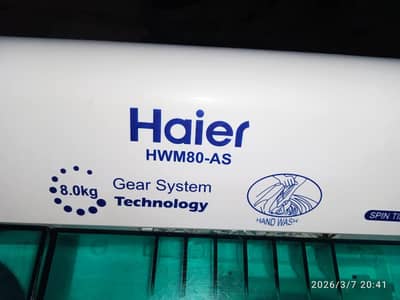 Haier
HWM80-AS
8.0kg
Gear System
Technology
HAND WASH
SPIN TI
2026/3/7 20:41